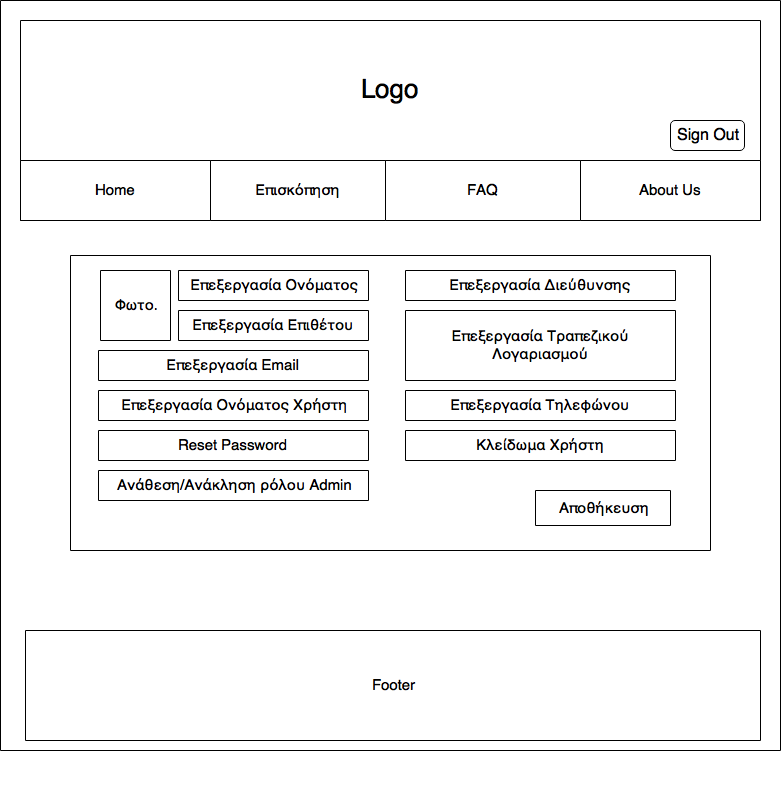 Logo
Sign Out
Home
Επισκόπηση
FAQ
About Us
Φωτο.
Επεξεργασία Ονόματος
Επεξεργασία Επιθέτου
Επεξεργασία Email
Επεξεργασία Ονόματος Χρήστη
Reset Password
Ανάθεση/Ανάκληση ρόλου Admin
Επεξεργασία Διεύθυνσης
Επεξεργασία Τραπεζικού
Λογαριασμού
Επεξεργασία Τηλεφώνου
Κλείδωμα Χρήστη
Αποθήκευση
Footer